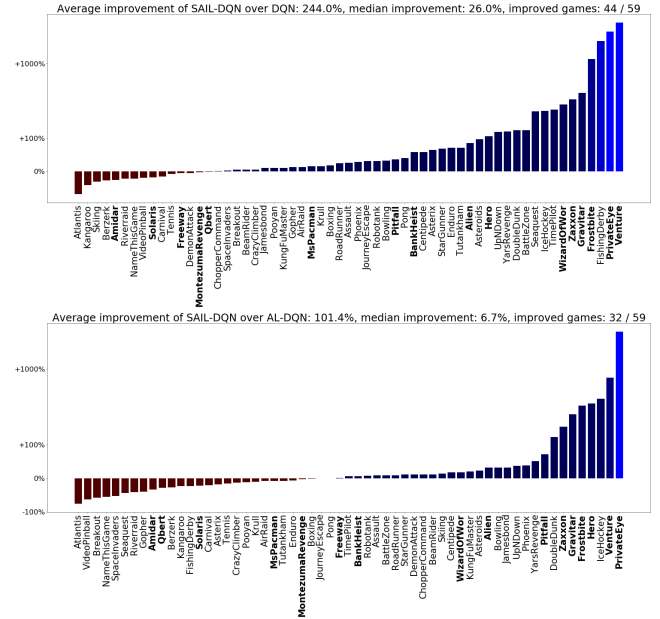 Average improvement of SAIL-DQN over DQN: 244.0%, median improvement: 26.0%, improved games: 44 / 59
+1000%
+100%
0%
Atlantis
Kangaroo
Skiing
Berzerk
Amidar
Riverraid
NameThisGame
VideoPinball
Solaris
Carnival
Tennis
Freeway
DemonAttack
MontezumaRevenge
Qbert
ChopperCommand
SpaceInvaders
Breakout
BeamRider
CrazyClimber
Jamesbond
Pooyan
KungFuMaster
Gopher
AirRaid
MsPacman
Krull
Boxing
RoadRunner
Assault
Phoenix
JourneyEscape
Robotank
Bowling
Pitfall
Pong
BankHeist
Centipede
Asterix
StarGunner
Enduro
Tutankham
Alien
Asteroids
Hero
UpNDown
YarsRevenge
DoubleDunk
BattleZone
Seaquest
IceHockey
TimePilot
WizardOfWor
Zaxxon
Gravitar
Frostbite
FishingDerby
PrivateEye
Venture
Average improvement of SAIL-DQN over AL-DQN: 101.4%, median improvement: 6.7%, improved games: 32 / 59
+1000%
+100%
0%
-100%
Atlantis
VideoPinball
Breakout
NameThisGame
SpaceInvaders
Seaquest
Riverraid
Gopher
Amidar
Qbert
Berzerk
Kangaroo
FishingDerby
Solaris
Carnival
Asterix
Tennis
CrazyClimber
Pooyan
Krull
AirRaid
MsPacman
Tutankham
Enduro
MontezumaRevenge
Boxing
JourneyEscape
Pong
Freeway
TimePilot
BankHeist
Robotank
Assault
BattleZone
RoadRunner
StarGunner
DemonAttack
ChopperCommand
BeamRider
Skiing
Centipede
WizardOfWor
KungFuMaster
Asteroids
Alien
Bowling
Jamesbond
UpNDown
Phoenix
YarsRevenge
Pitfall
DoubleDunk
Zaxxon
Gravitar
Frostbite
Hero
IceHockey
Venture
PrivateEye